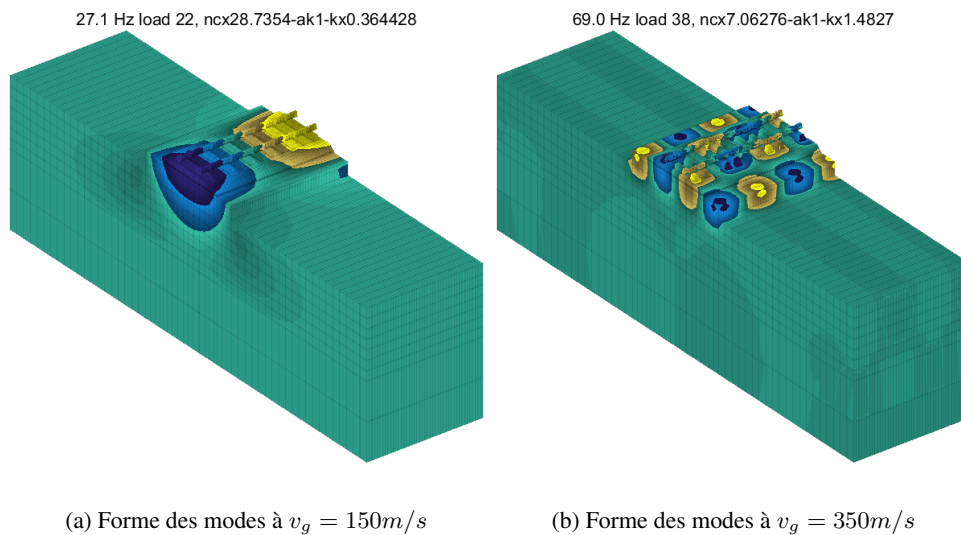 27.1 Hz load 22, ncx28.7354-ak1-kx0.364428
69.0 Hz load 38, ncx7.06276-ak1-kx1.4827
(a) Forme des modes à v_g = 150m/s
(b) Forme des modes à v_g = 350m/s